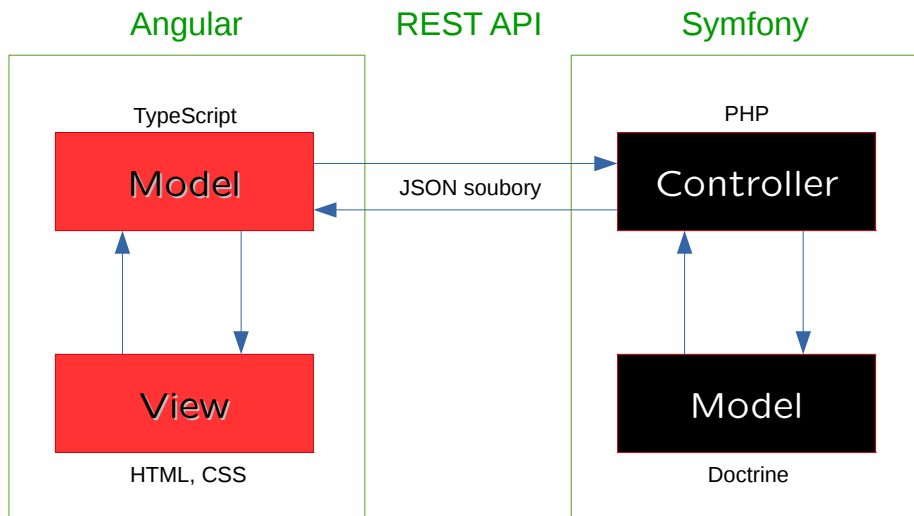 Angular
REST API
Symfony
TypeScript
PHP
Model
JSON soubory
Controller
View
Model
HTML, CSS
Doctrine